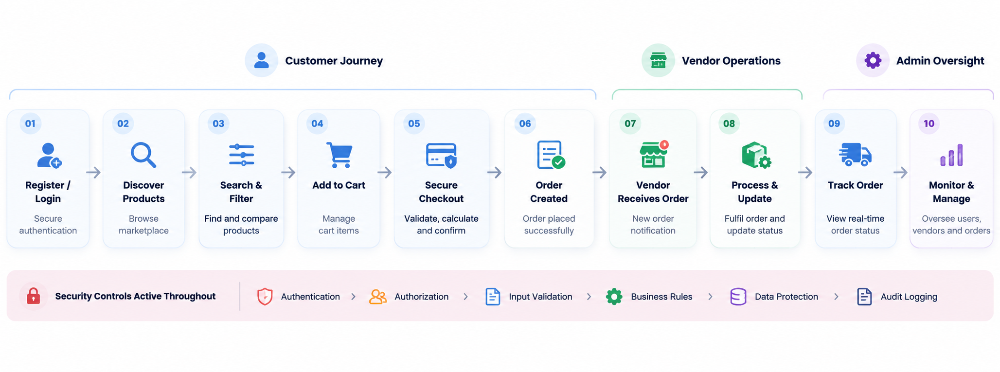 Customer Journey
Vendor Operations
Admin Oversight
01
Register /
Login
Secure
authentication
02
Discover
Products
Browse
marketplace
03
Search &
Filter
Find and compare
products
04
Add to Cart
Manage
cart items
05
Secure
Checkout
Validate, calculate
and confirm
06
Order
Created
Order placed
successfully
07
Vendor
Receives Order
New order
notification
08
Process &
Update
Fulfil order and
update status
09
Track Order
View real-time
order status
10
Monitor &
Manage
Oversee users,
vendors and orders
Security Controls Active Throughout
Authentication
Authorization
Input Validation
Business Rules
Data Protection
Audit Logging